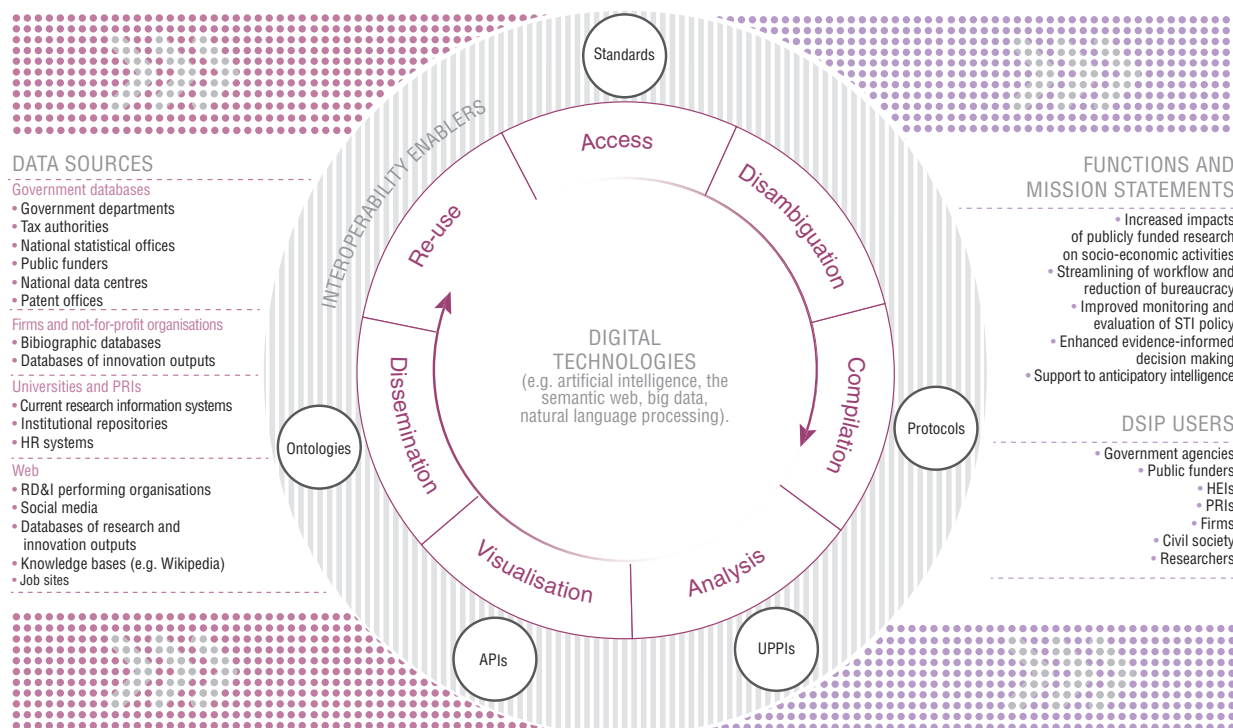 Standards
INTEROPERABILITY ENABLERS
Access
Disambiguation
Compilation
Analysis
Visualisation
Dissemination
Re-use
Protocols
UPPIs
APIs
Ontologies
DIGITAL
TECHNOLOGIES
(e.g. artificial intelligence, the
semantic web, big data,
natural language processing).
DATA SOURCES
Government databases
• Government departments
• Tax authorities
• National statistical offices
• Public funders
• National data centres
• Patent offices
Firms and not-for-profit organisations
• Bibiographic databases
• Databases of innovation outputs
Universities and PRIs
• Current research information systems
• Institutional repositories
• HR systems
Web
• RD&I performing organisations
• Social media
• Databases of research and
innovation outputs
• Knowledge bases (e.g. Wikipedia)
• Job sites
FUNCTIONS AND
MISSION STATEMENTS
• Increased impacts
of publicly funded research
on socio-economic activities
• Streamlining of workflow and
reduction of bureaucracy
• Improved monitoring and
evaluation of STI policy
• Enhanced evidence-informed
decision making
• Support to anticipatory intelligence
DSIP USERS
• Government agencies
• Public funders
• HEIs
• PRIs
• Firms
• Civil society
• Researchers